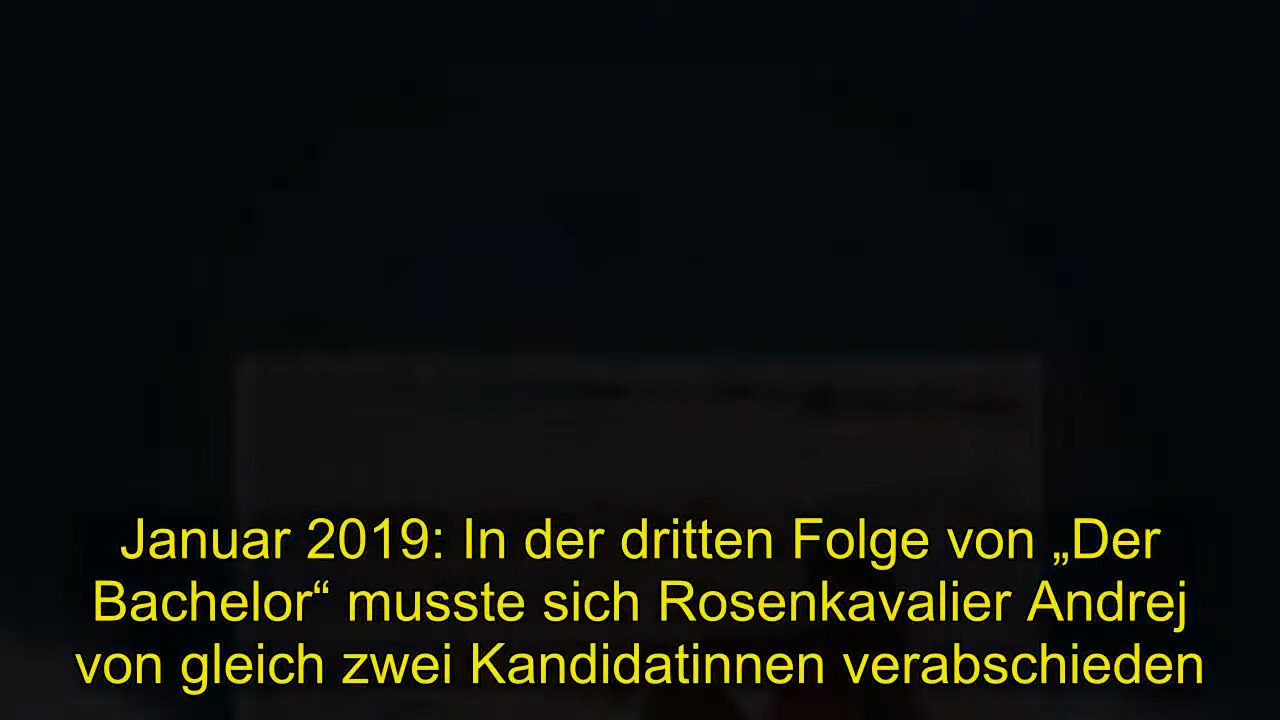 Januar 2019: In der dritten Folge von „Der
Bachelor“ musste sich Rosenkavalier Andrej
von gleich zwei Kandidatinnen verabschieden